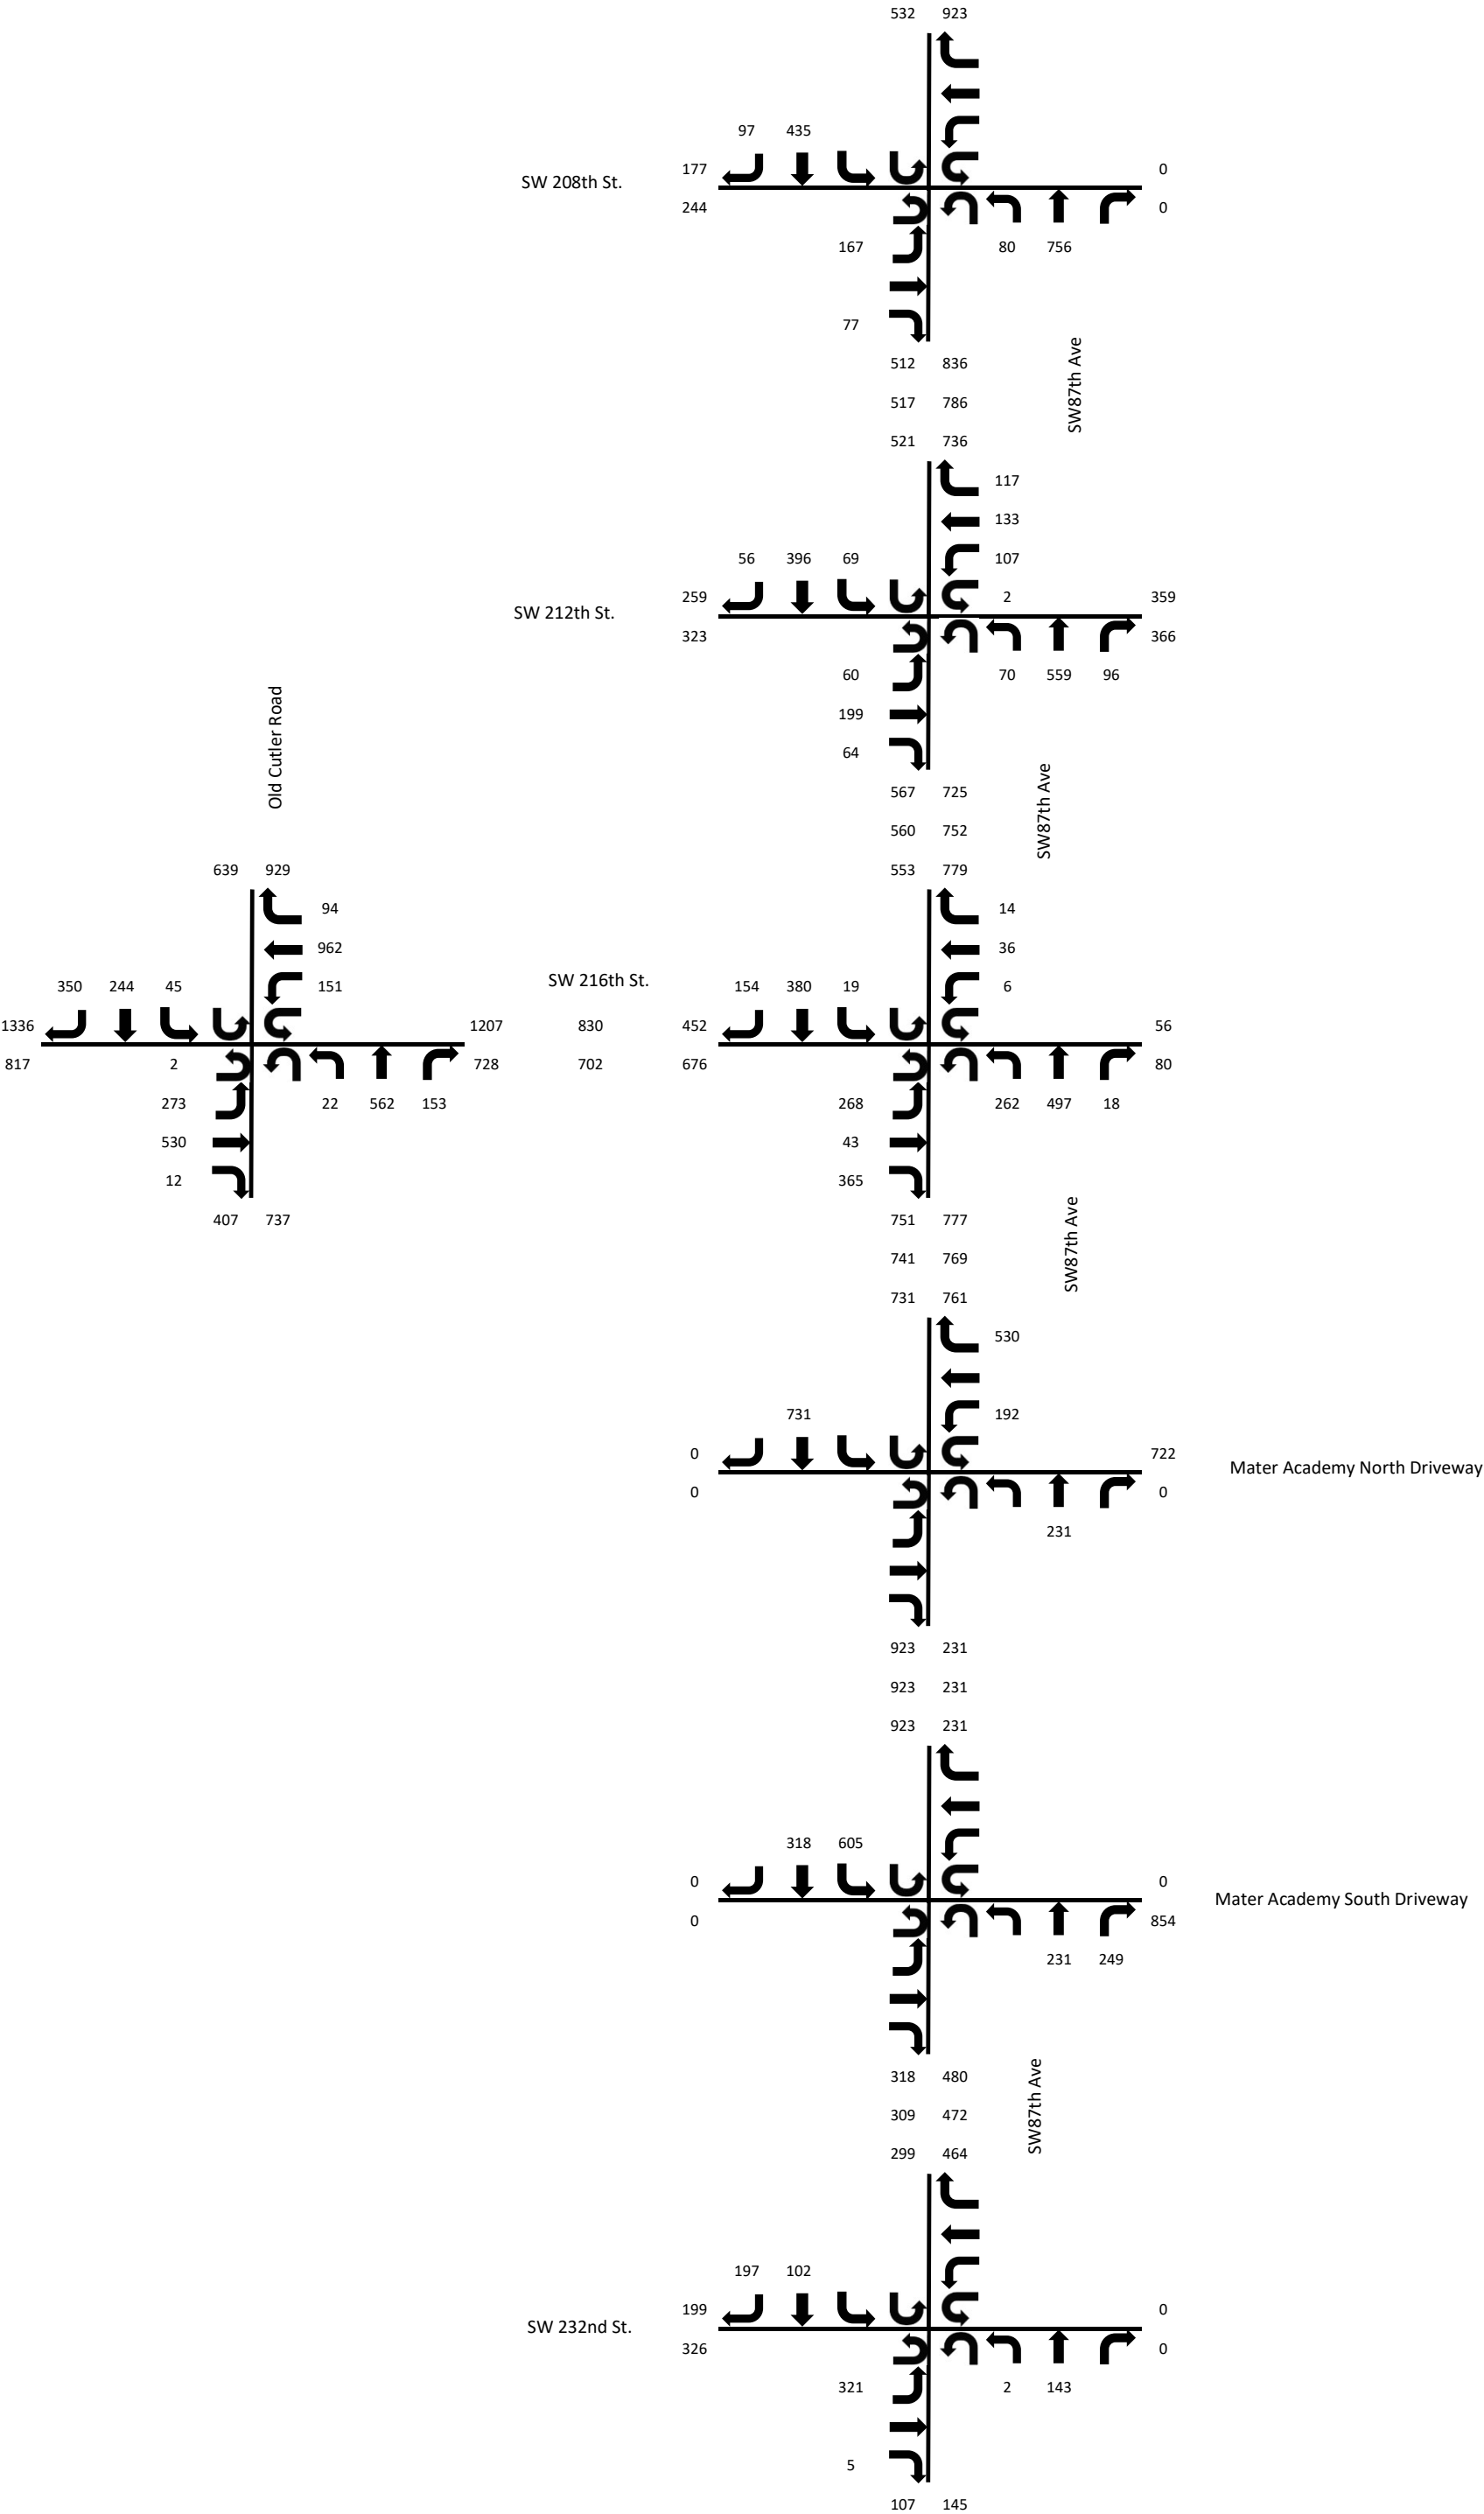 532 923
97 435
SW 208th St.
177 0
244 0
167 80 756
77
512 836
SW87th Ave
517 786
521 736
117
133
56 396 69 107
259 2 359
SW 212th St.
323 366
60 70 559 96
199
64
Old Cutler Road
567 725
560 752
SW87th Ave
553 779
639 929
94 14
962 36
350 244 45 151
SW 216th St.
154 380 19 6
1336 1207 830 452 56
817 2 728 702 676 80
273 22 562 153 268 262 497 18
530 43
12 365
407 737 751 777
741 769
SW87th Ave
731 761
530
731 192
0 722
Mater Academy North Driveway
0 0
231
923 231
923 231
923 231
318 605
0 0
Mater Academy South Driveway
0 854
231 249
318 480
309 472
SW87th Ave
299 464
197 102
199 0
SW 232nd St.
326 0
321 2 143
5
107 145